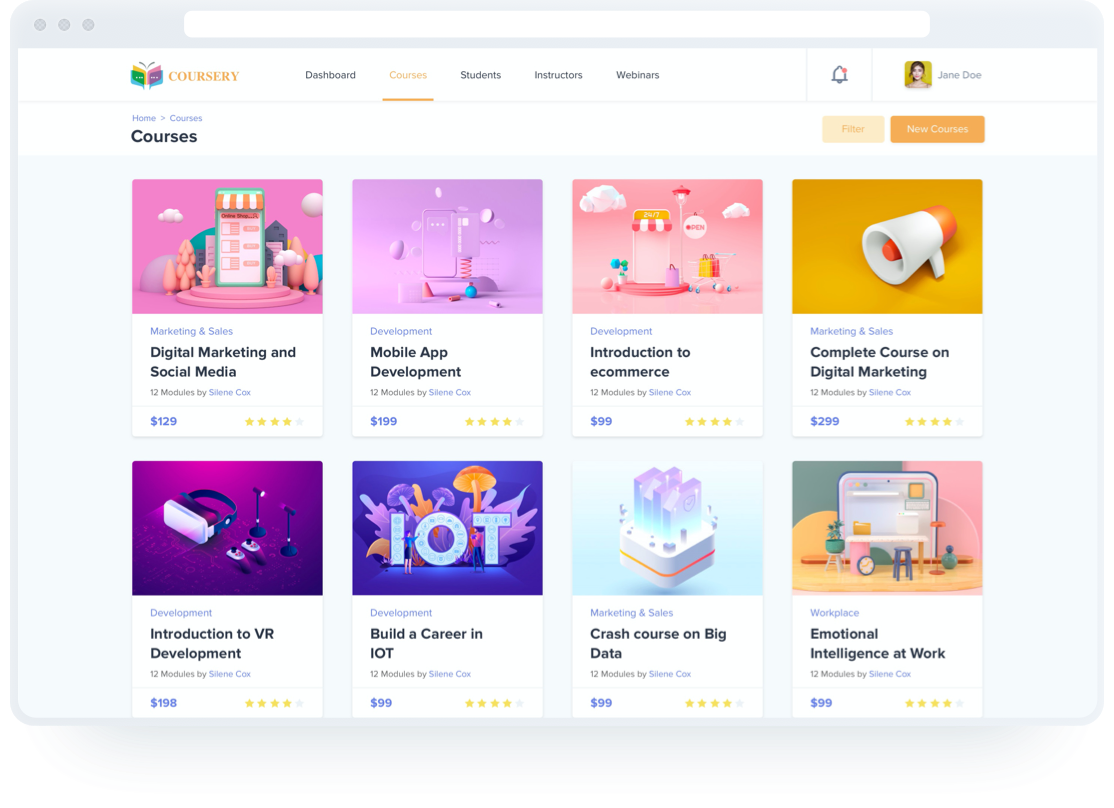 COURSERY
Dashboard
Courses
Students
Instructors
Webinars
Jane Doe
Home > Courses
Courses
Filter
New Courses
Online Shop...
24/7
OPEN
Marketing & Sales
Digital Marketing and
Social Media
12 Modules by Silene Cox
$129
Development
Mobile App
Development
12 Modules by Silene Cox
$199
Development
Introduction to
ecommerce
12 Modules by Silene Cox
$99
Marketing & Sales
Complete Course on
Digital Marketing
12 Modules by Silene Cox
$299
IOT
Development
Introduction to VR
Development
12 Modules by Silene Cox
$198
Development
Build a Career in
IOT
12 Modules by Silene Cox
$99
Marketing & Sales
Crash course on Big
Data
12 Modules by Silene Cox
$99
Workplace
Emotional
Intelligence at Work
12 Modules by Silene Cox
$99